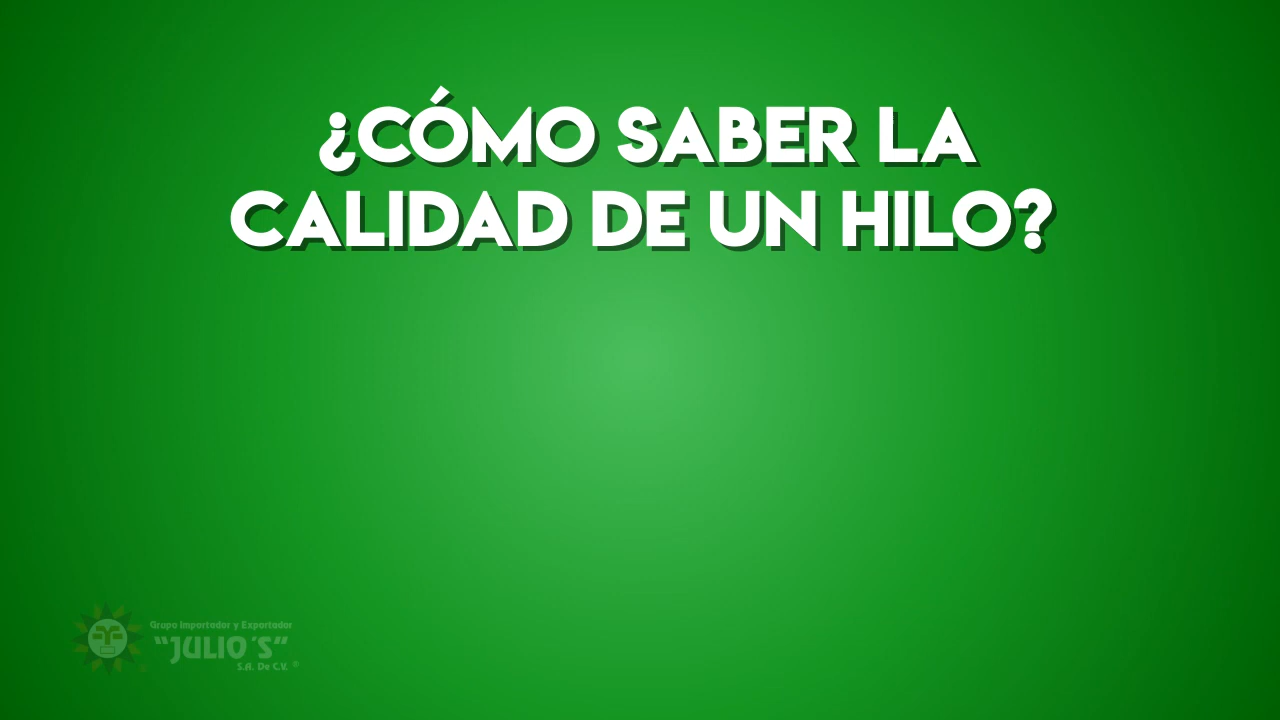 ¿CÓMO SABER LA
CALIDAD DE UN HILO?
Grupo Importador y Exportador
"JULIO´S"
S.A. De C.V. ®